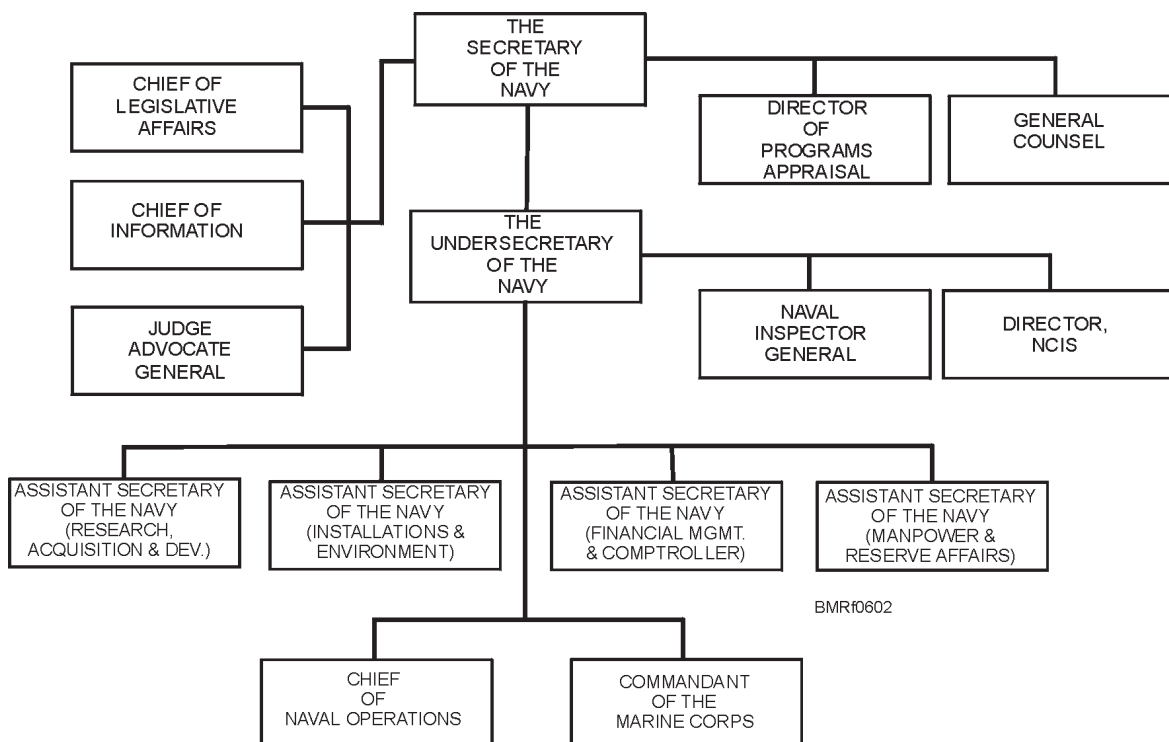 THE
SECRETARY
OF THE
NAVY
CHIEF OF
LEGISLATIVE
AFFAIRS
DIRECTOR
OF
PROGRAMS
APPRAISAL
GENERAL
COUNSEL
CHIEF OF
INFORMATION
THE
UNDERSECRETARY
OF THE
NAVY
JUDGE
ADVOCATE
GENERAL
NAVAL
INSPECTOR
GENERAL
DIRECTOR,
NCIS
ASSISTANT SECRETARY
OF THE NAVY
(RESEARCH,
ACQUISITION & DEV.)
ASSISTANT SECRETARY
OF THE NAVY
(INSTALLATIONS &
ENVIRONMENT)
ASSISTANT SECRETARY
OF THE NAVY
(FINANCIAL MGMT.
& COMPTROLLER)
ASSISTANT SECRETARY
OF THE NAVY
(MANPOWER &
RESERVE AFFAIRS)
BMRf0602
CHIEF
OF
NAVAL OPERATIONS
COMMANDANT
OF THE
MARINE CORPS